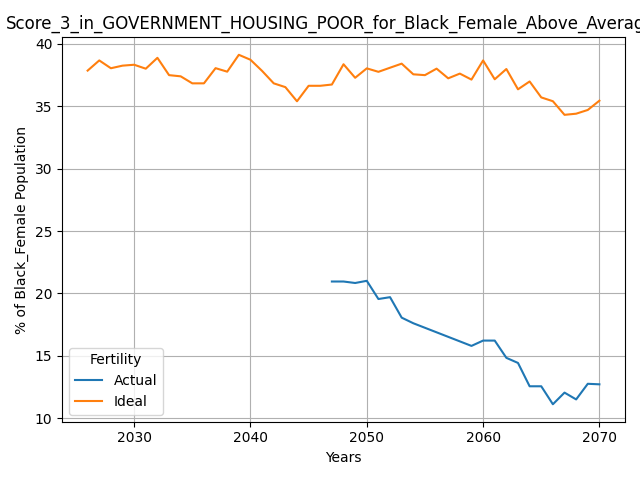 Score_3_in_GOVERNMENT_HOUSING_POOR_for_Black_Female_Above_Averag
40
35
30
25
20
15
10
% of Black_Female Population
Fertility
Actual
Ideal
2030 2040 2050 2060 2070
Years